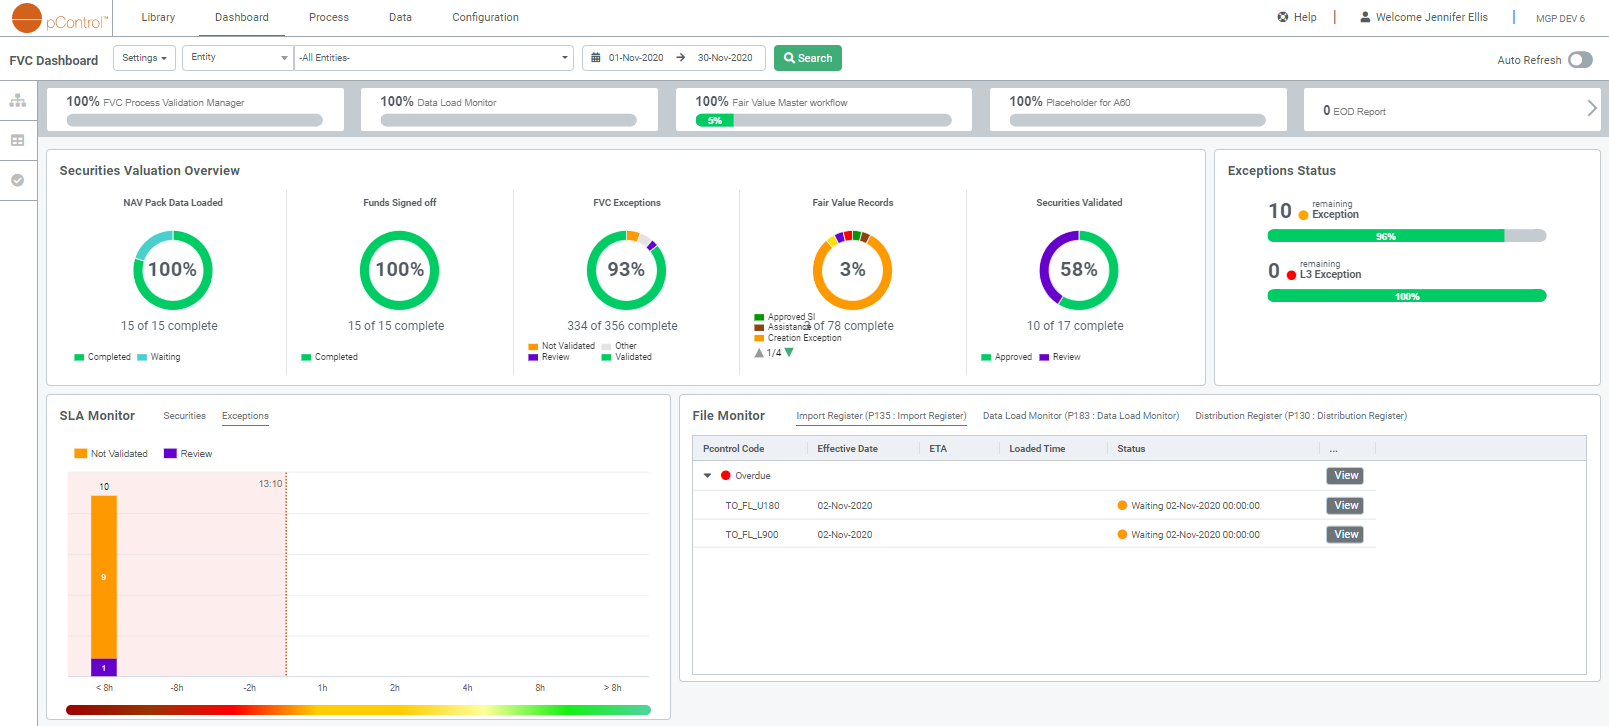 pControl™
Library
Dashboard
Process
Data
Configuration
Help
Welcome Jennifer Ellis
MGP DEV 6
FVC Dashboard
Settings
Entity
-All Entities-
01-Nov-2020
30-Nov-2020
Search
Auto Refresh
100% FVC Process Validation Manager
100% Data Load Monitor
100% Fair Value Master workflow
5%
100% Placeholder for A60
0 EOD Report
Securities Valuation Overview
NAV Pack Data Loaded
100%
15 of 15 complete
Completed
Waiting
Funds Signed off
100%
15 of 15 complete
Completed
FVC Exceptions
93%
334 of 356 complete
Not Validated
Other
Review
Validated
Fair Value Records
3%
3 of 78 complete
Approved SI
Assistance
Creation Exception
1/4
Securities Validated
58%
10 of 17 complete
Approved
Review
Exceptions Status
10 remaining
Exception
96%
0 remaining
L3 Exception
100%
SLA Monitor
Securities
Exceptions
Not Validated
Review
13:10
10
9
1
< 8h
-8h
-2h
1h
2h
4h
8h
> 8h
File Monitor
Import Register (P135 : Import Register)
Data Load Monitor (P183 : Data Load Monitor)
Distribution Register (P130 : Distribution Register)
Pcontrol Code
Effective Date
ETA
Loaded Time
Status
...
Overdue
View
TO_FL_U180
02-Nov-2020
Waiting 02-Nov-2020 00:00:00
View
TO_FL_L900
02-Nov-2020
Waiting 02-Nov-2020 00:00:00
View